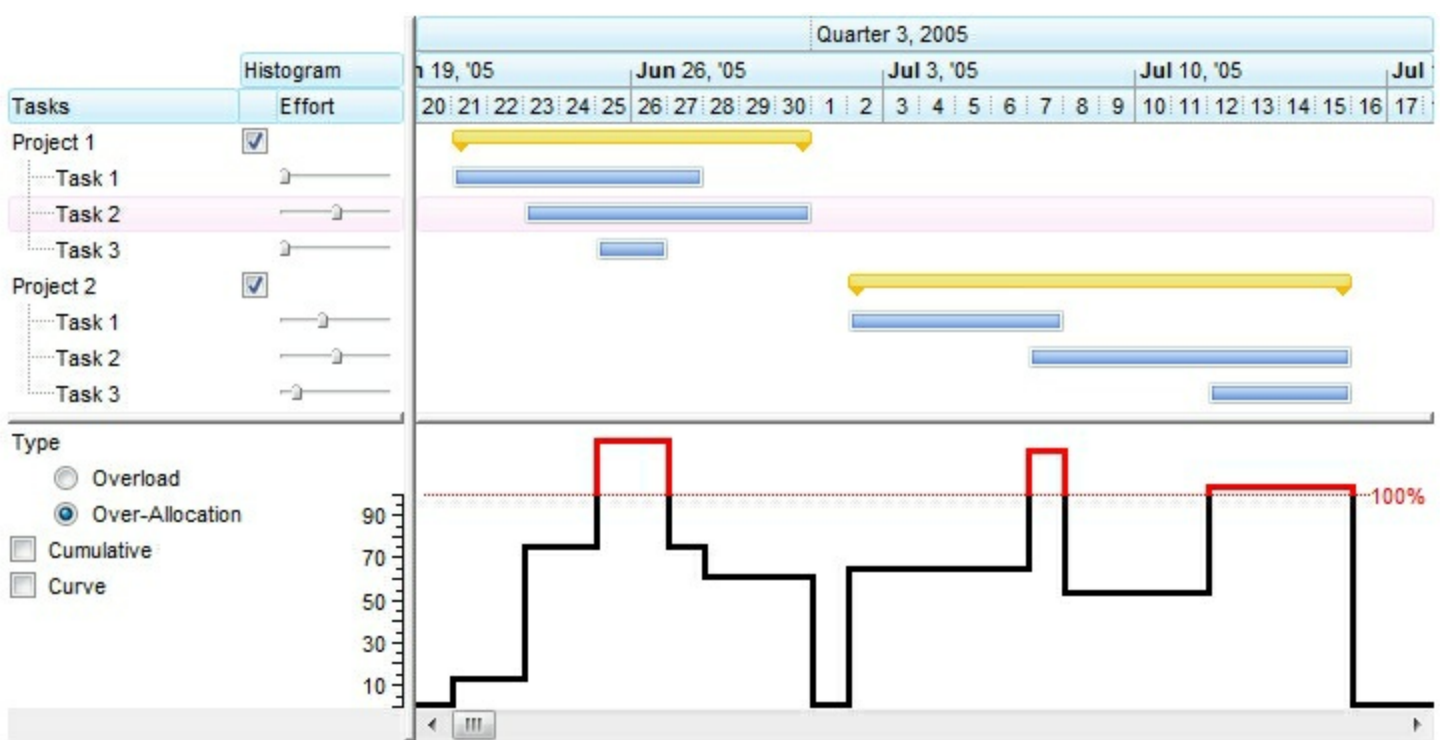 Quarter 3, 2005
Histogram n 19, '05 Jun 26, '05 Jul 3, '05 Jul 10, '05 Jul
Tasks Effort 20 21 22 23 24 25 26 27 28 29 30 1 2 3 4 5 6 7 8 9 10 11 12 13 14 15 16 17
Project 1
Task 1
Task 2
Task 3
Project 2
Task 1
Task 2
Task 3
Type
Overload
Over-Allocation
Cumulative
Curve
90
70
50
30
10
100%